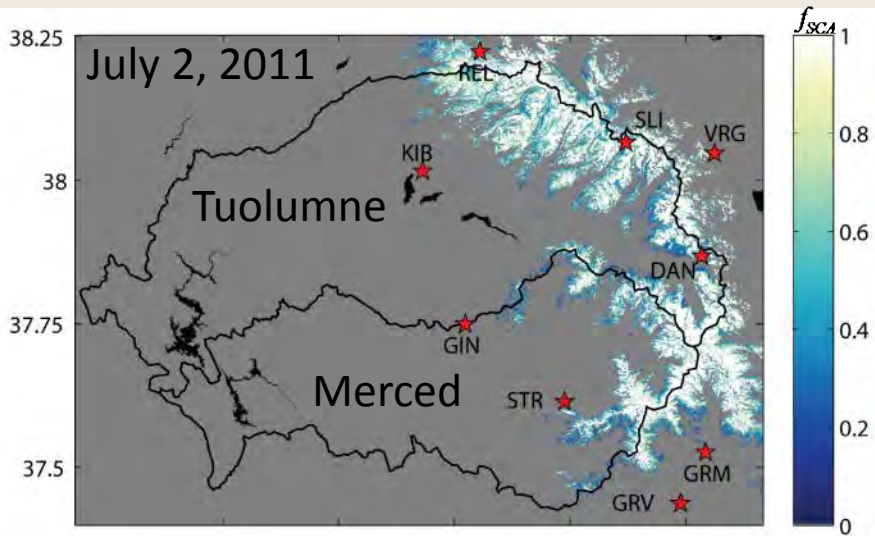 fSCA
38.25
July 2, 2011
REL
1
SLI
VRG
0.8
KIB
38
Tuolumne
0.6
DAN
37.75
GIN
0.4
Merced
STR
0.2
37.5
GRM
GRV
0